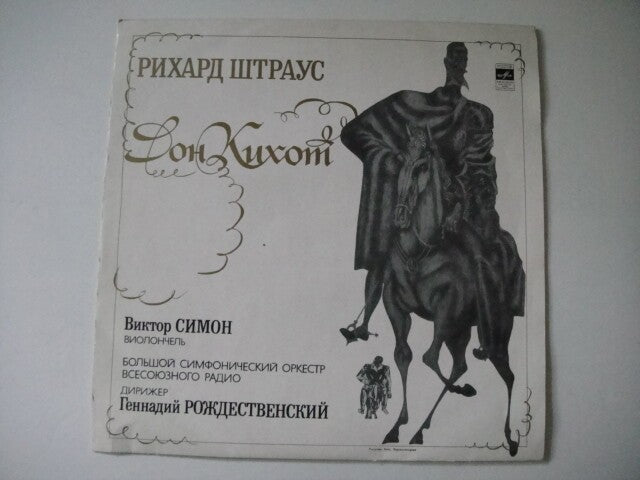 РИХАРД ШТРАУС
Дон Кихот
Виктор СИМОН
ВИОЛОНЧЕЛЬ
БОЛЬШОЙ СИМФОНИЧЕСКИЙ ОРКЕСТР
ВСЕСОЮЗНОГО РАДИО
ДИРИЖЕР
Геннадий РОЖДЕСТВЕНСКИЙ